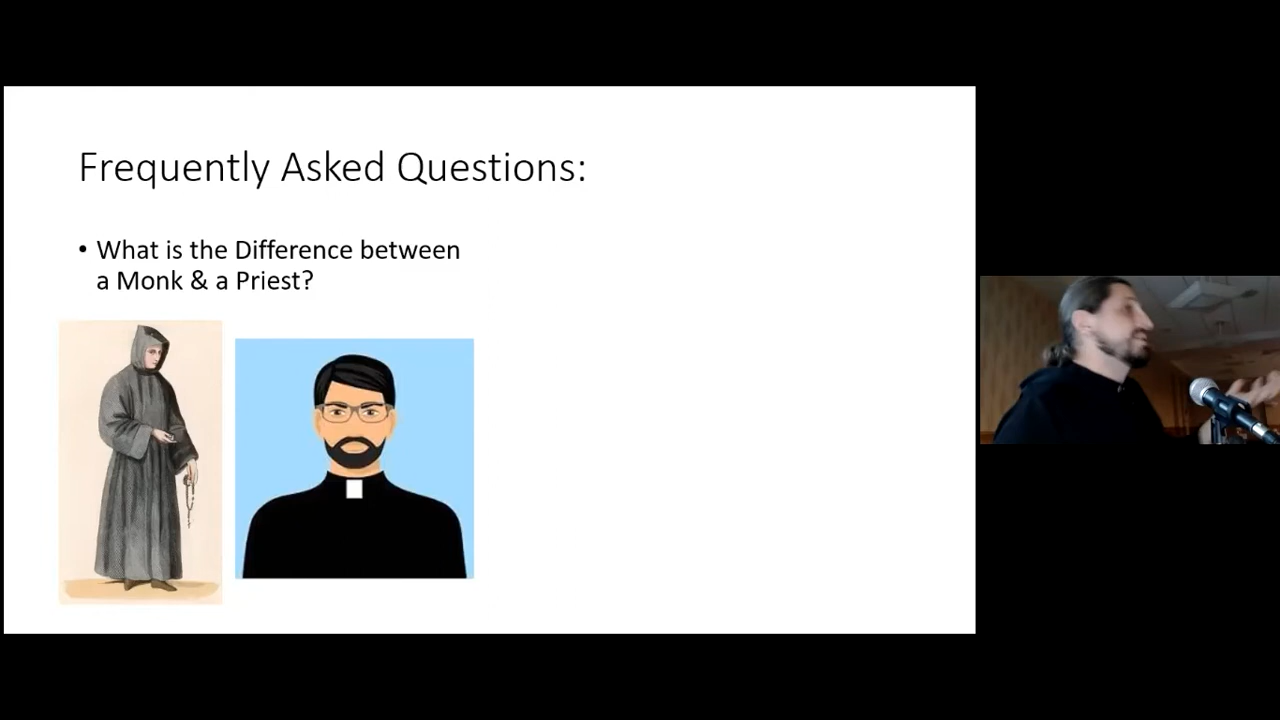 Frequently Asked Questions:
• What is the Difference between
a Monk & a Priest?